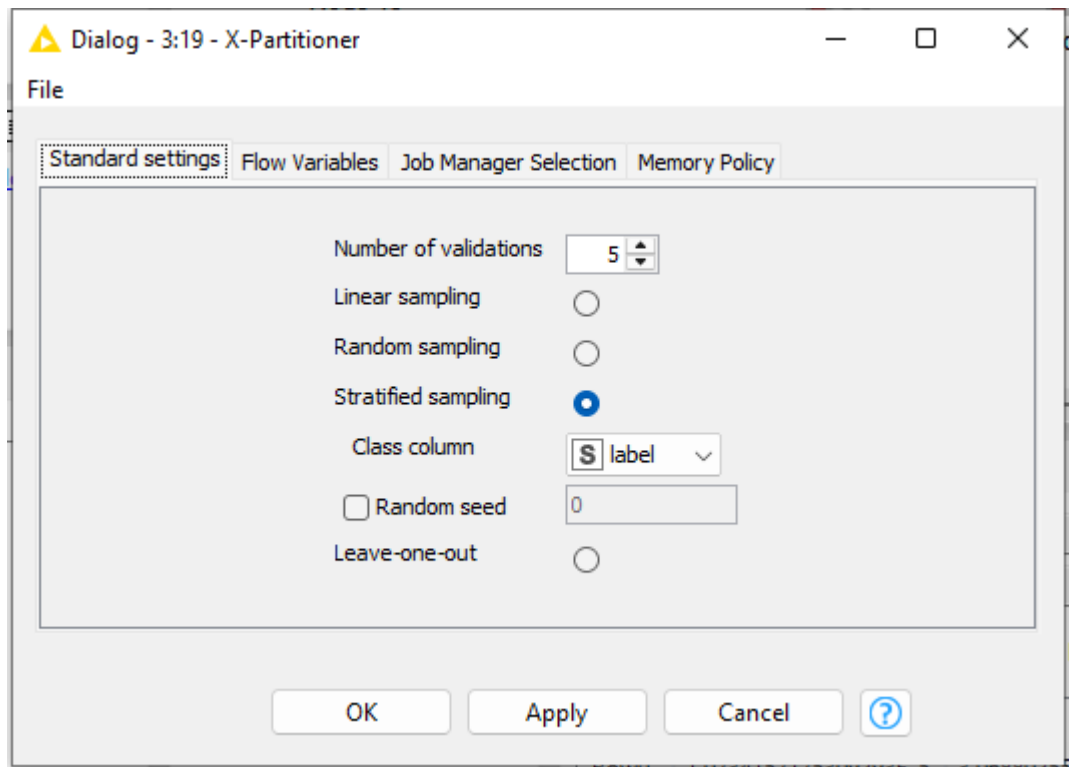 Dialog - 3:19 - X-Partitioner
File
Standard settings Flow Variables Job Manager Selection Memory Policy
Number of validations 5
Linear sampling
Random sampling
Stratified sampling
Class column S label
Random seed 0
Leave-one-out
OK Apply Cancel ?